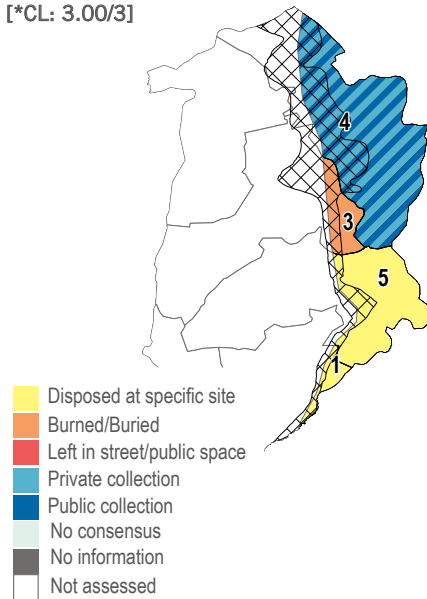 [*CL: 3.00/3]
4
3
5
1
Disposed at specific site
Burned/Buried
Left in street/public space
Private collection
Public collection
No consensus
No information
Not assessed